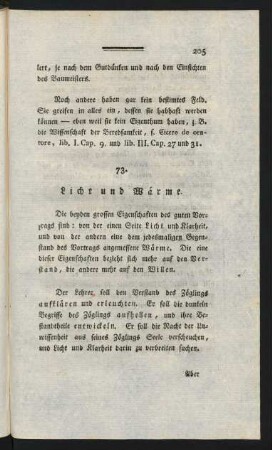 205
lert, je nach dem Gutdünken und nach den Einsichten
des Baumeisters.
Noch andere haben gar kein bestimtes Feld.
Sie greifen in alles ein, dessen sie habhaft werden
können — eben weil sie kein Eigenthum haben, z. B.
die Wissenschaft der Beredsamkeit, s. Cicero de ora-
tore, lib. I. Cap. 9. und lib. III. Cap. 27 und 31.
73.
Licht und Wärme.
Die beyden grossen Eigenschaften des guten Vor-
trags sind: von der einen Seite Licht und Klarheit,
und von der andern eine dem jedesmaligen Gegen-
stand des Vortrags angemessene Wärme. Die eine
dieser Eigenschaften bezieht sich mehr auf den Ver-
stand, die andere mehr auf den Willen.
Der Lehrer, soll den Verstand des Zöglings
aufklären und erleuchten. Er soll die dunkeln
Begriffe des Zöglings aufhellen, und ihre Be-
standtheile entwickeln. Er soll die Nacht der Un-
wissenheit aus seines Zöglings Seele verscheuchen,
und Licht und Klarheit darin zu verbreiten suchen.
Aber